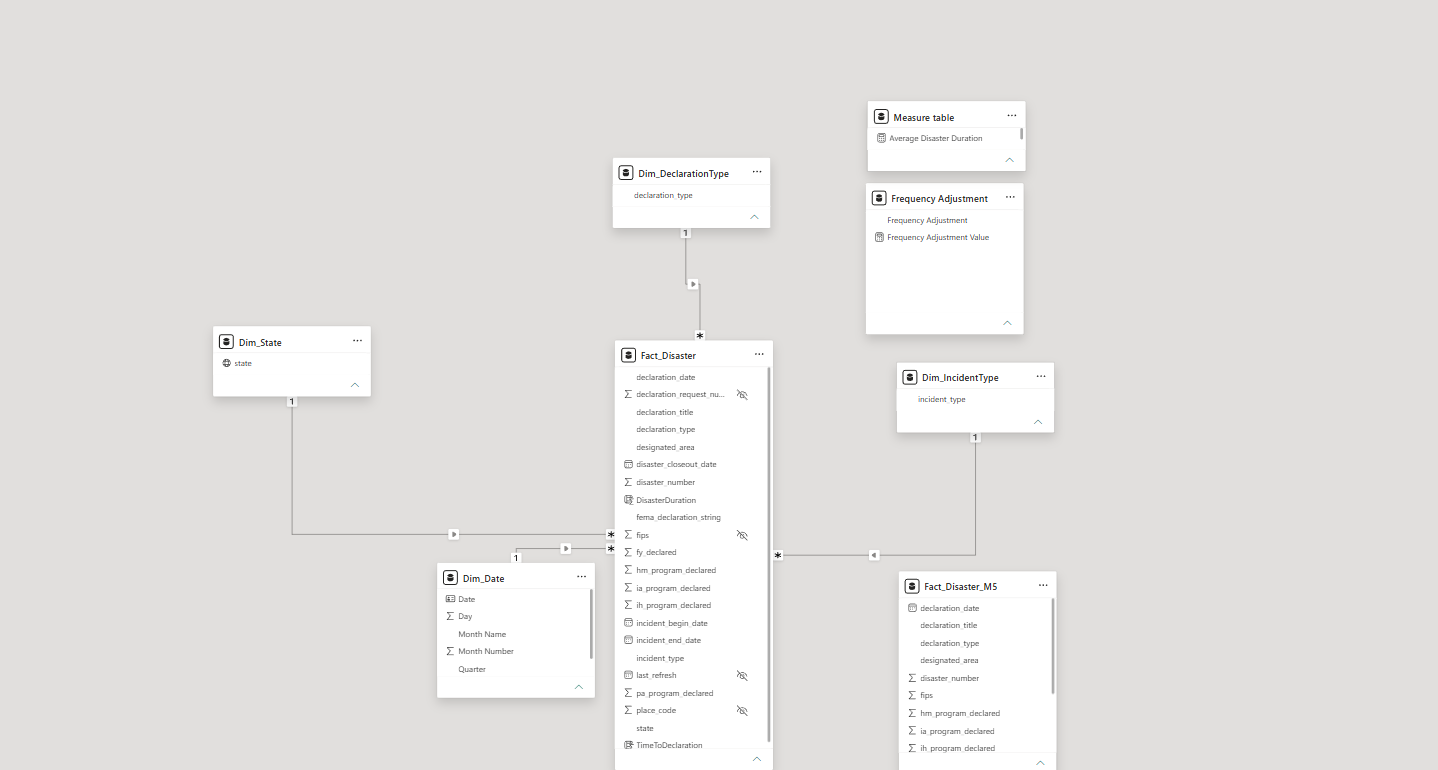 Measure table
Average Disaster Duration
Dim_DeclarationType
declaration_type
1
*
Frequency Adjustment
Frequency Adjustment
Frequency Adjustment Value
Dim_State
state
1
*
Fact_Disaster
declaration_date
declaration_request_nu...
declaration_title
declaration_type
designated_area
disaster_closeout_date
disaster_number
DisasterDuration
fema_declaration_string
fips
fy_declared
hm_program_declared
ia_program_declared
ih_program_declared
incident_begin_date
incident_end_date
incident_type
last_refresh
pa_program_declared
place_code
state
TimeToDeclaration
Dim_IncidentType
incident_type
1
*
1
*
Dim_Date
Date
Day
Month Name
Month Number
Quarter
Fact_Disaster_M5
declaration_date
declaration_title
declaration_type
designated_area
disaster_number
fips
hm_program_declared
ia_program_declared
ih_program_declared